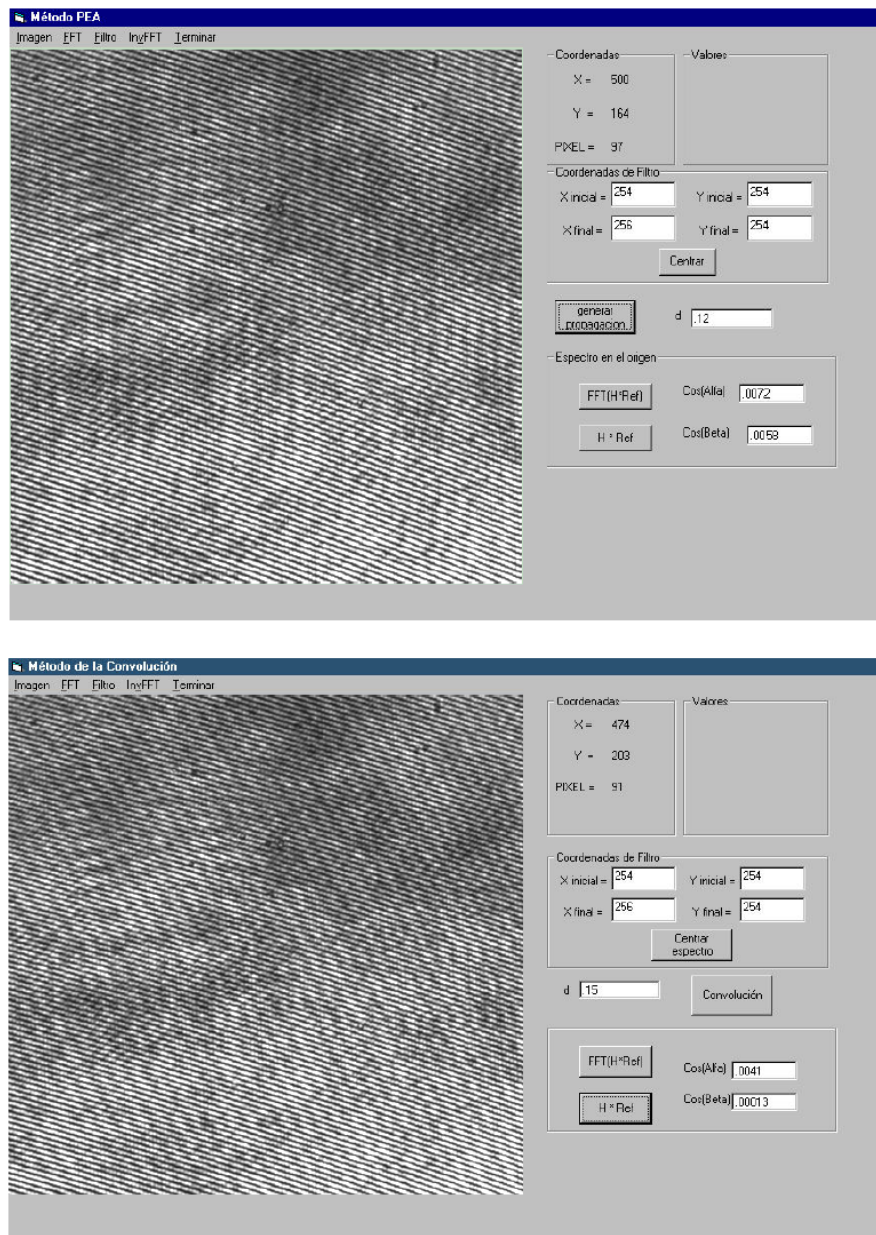 Método PEA
Imagen FFT Filtro InvFFT Terminar
Coordenadas
X = 500
Y = 164
PIXEL = 97
Valores
Coordenadas de Filtro
X inicial = 254
Y inicial = 254
X final = 256
Y final = 254
Centrar
generar
propagacion
d .12
Espectro en el origen
FFT(H*Ref)
Cos(Alfa) .0072
H * Ref
Cos(Beta) .0058
Método de la Convolución
Imagen FFT Filtro InvFFT Terminar
Coordenadas
X = 474
Y = 203
PIXEL = 91
Valores
Coordenadas de Filtro
X inicial = 254
Y inicial = 254
X final = 256
Y final = 254
Centrar
espectro
d .15
Convolución
FFT(H*Ref)
Cos(Alfa) .0041
H * Ref
Cos(Beta) .00013